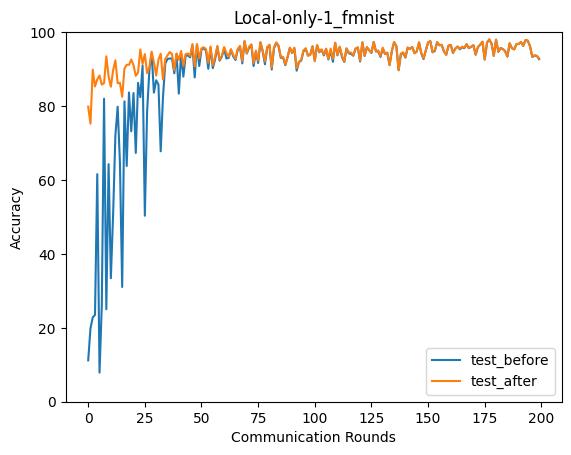 Local-only-1_fmnist
Accuracy
100
80
60
40
20
0
0 25 50 75 100 125 150 175 200
Communication Rounds
test_before
test_after